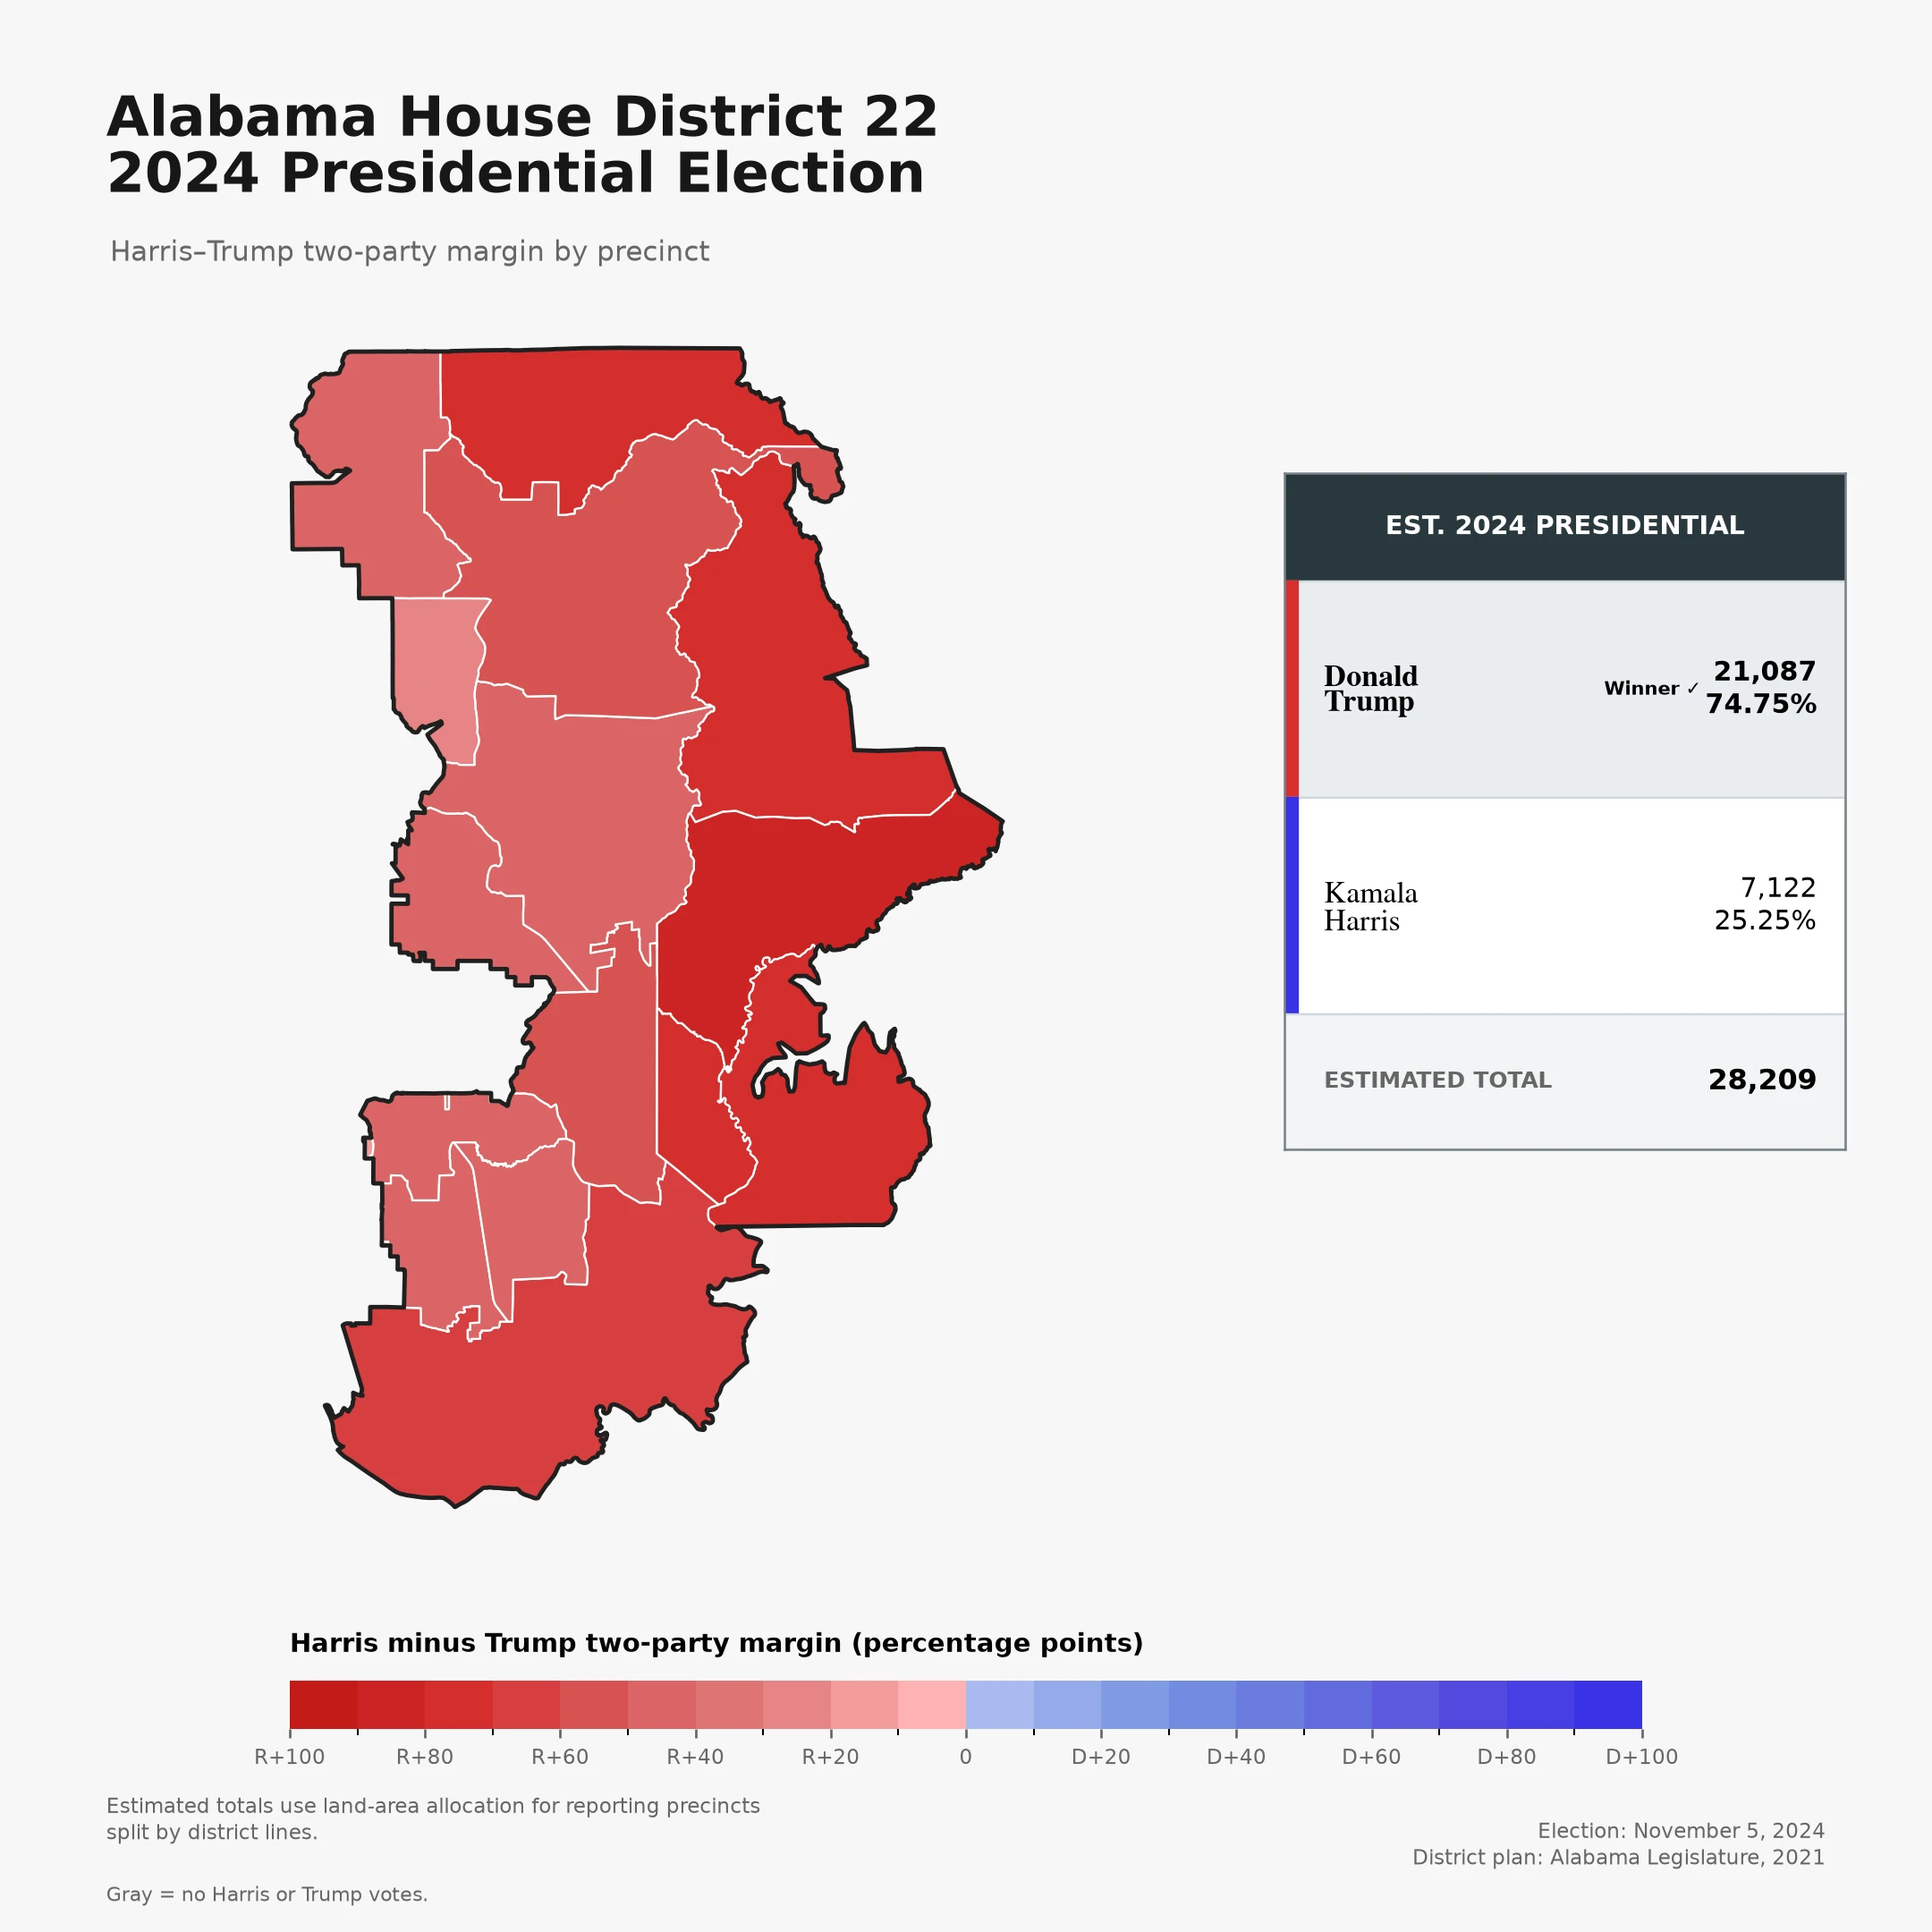 Alabama House District 22
2024 Presidential Election
Harris–Trump two-party margin by precinct
EST. 2024 PRESIDENTIAL
Donald
Trump
Winner ✓
21,087
74.75%
Kamala
Harris
7,122
25.25%
ESTIMATED TOTAL
28,209
Harris minus Trump two-party margin (percentage points)
R+100 R+80 R+60 R+40 R+20 0 D+20 D+40 D+60 D+80 D+100
Estimated totals use land-area allocation for reporting precincts
split by district lines.
Election: November 5, 2024
District plan: Alabama Legislature, 2021
Gray = no Harris or Trump votes.